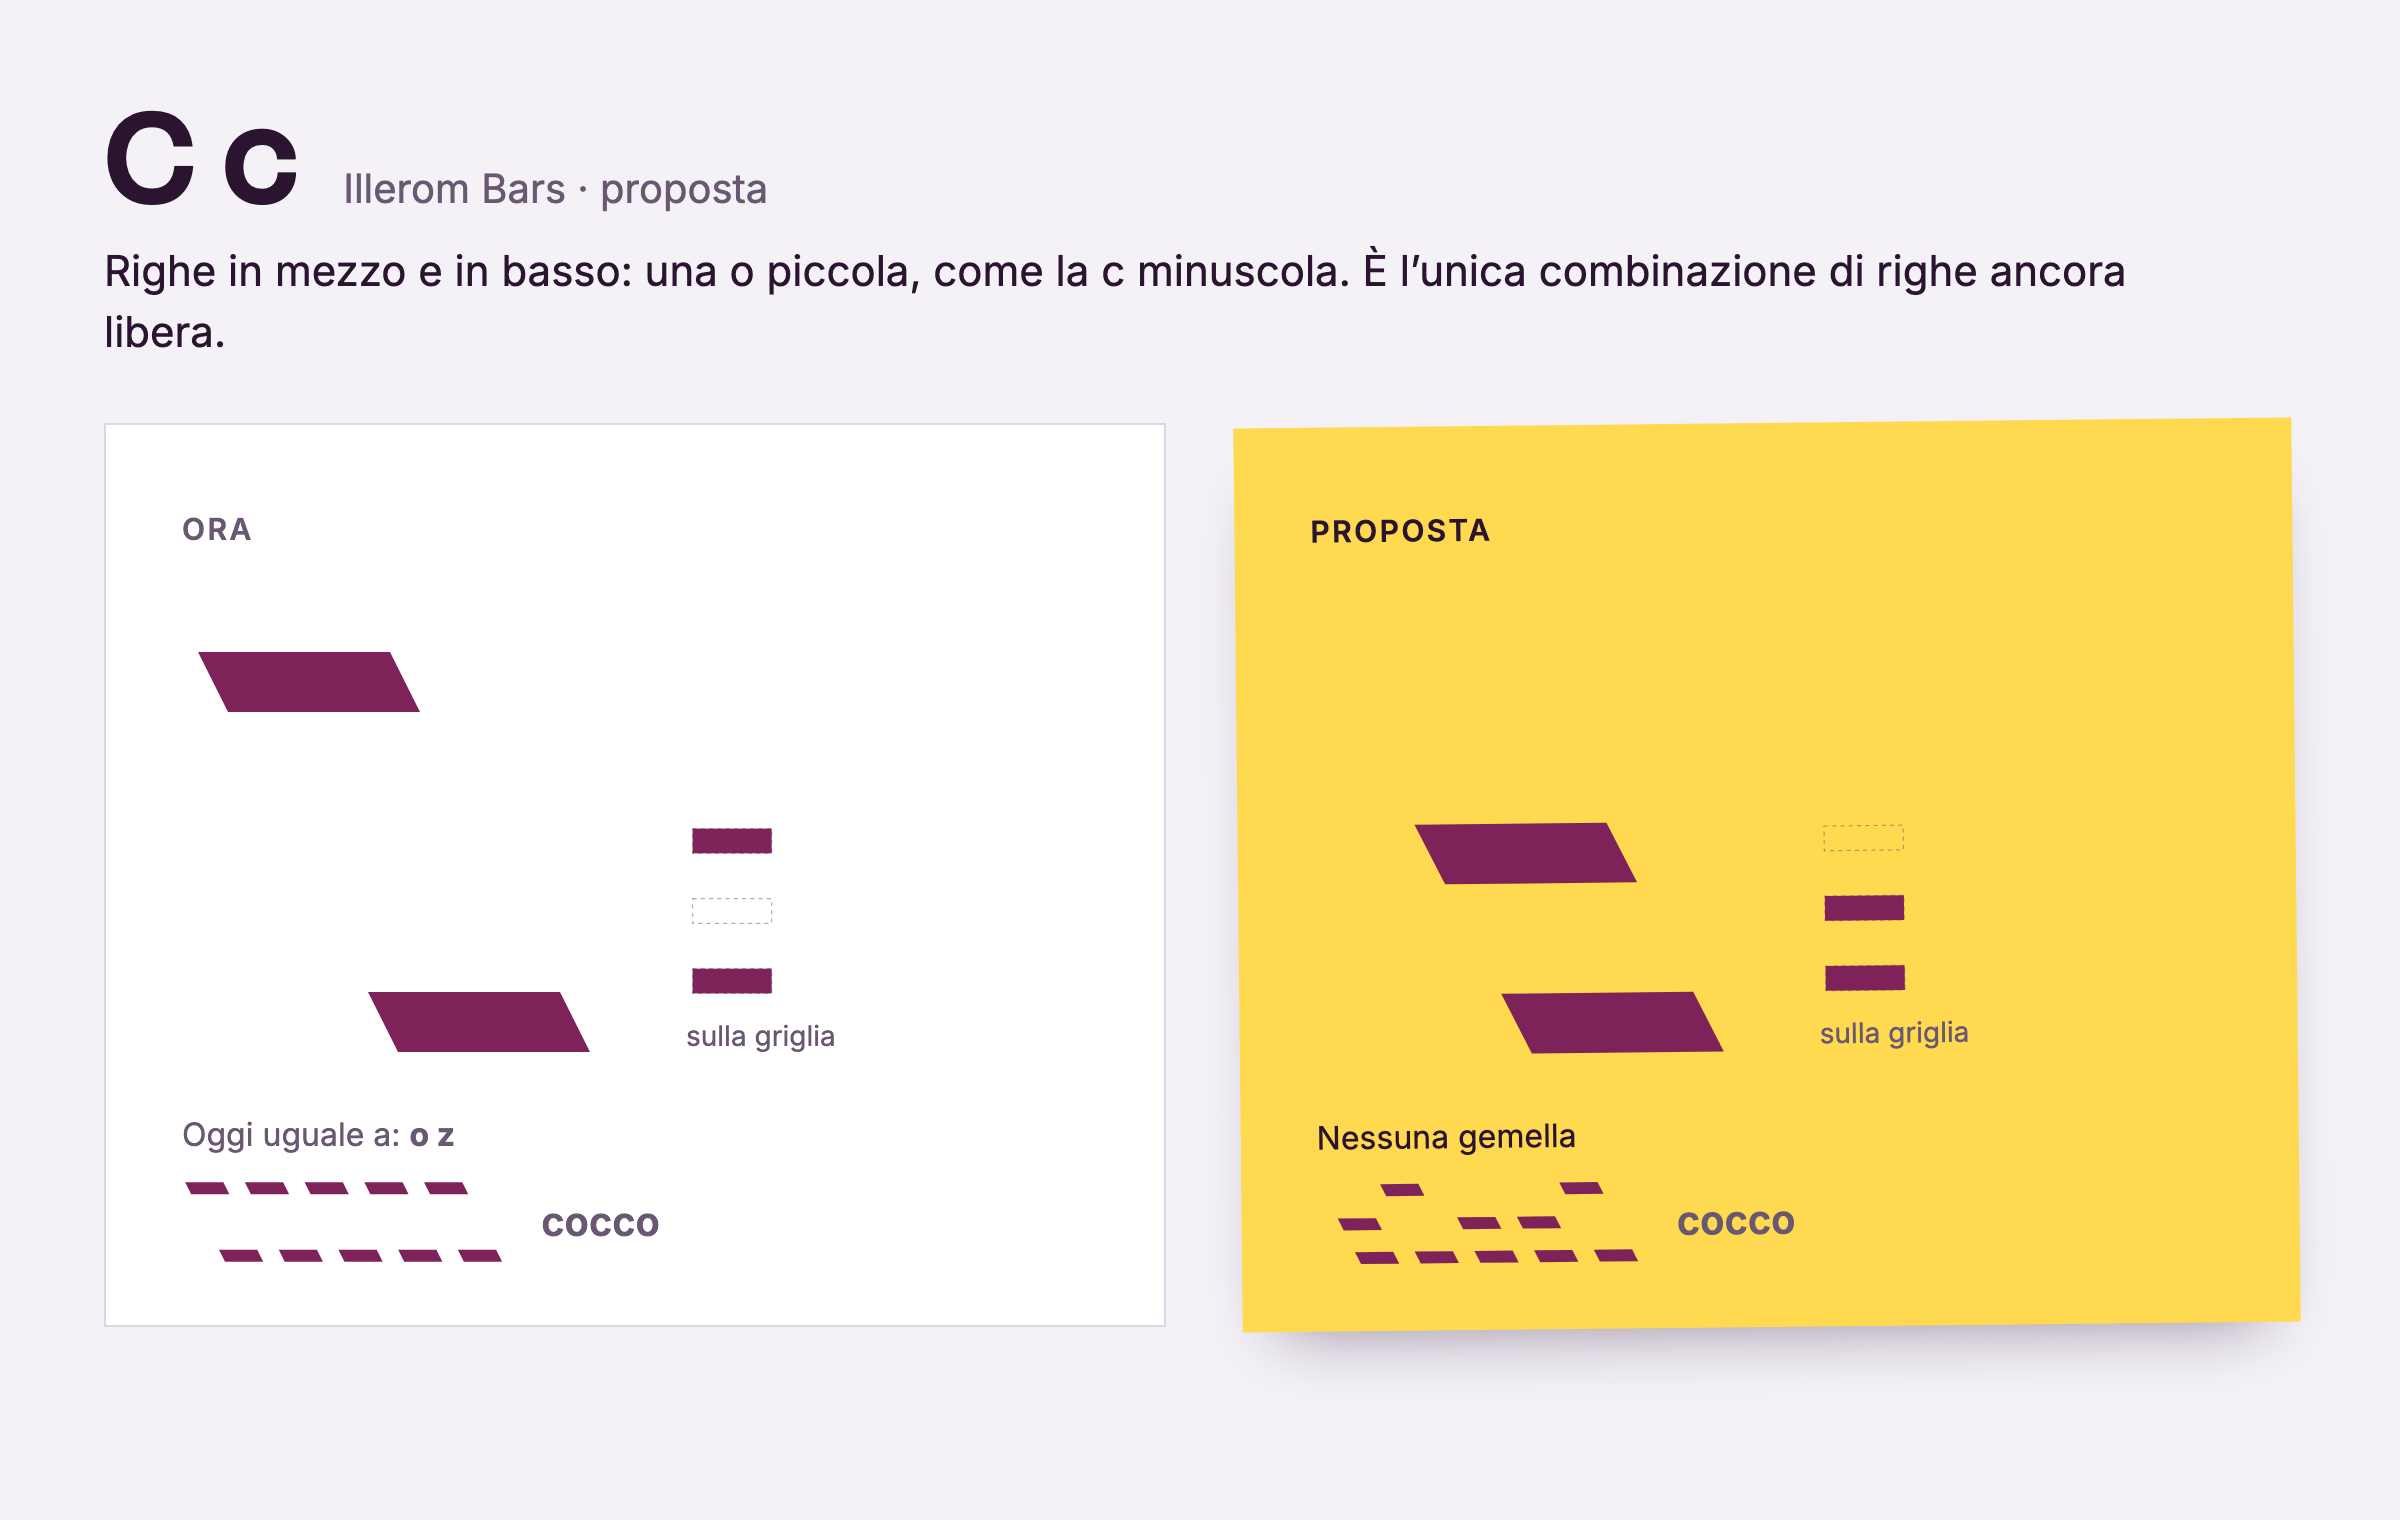 C c Illerom Bars · proposta
Righe in mezzo e in basso: una o piccola, come la c minuscola. È l’unica combinazione di righe ancora
libera.
ORA
sulla griglia
Oggi uguale a: o z
cocco
PROPOSTA
sulla griglia
Nessuna gemella
cocco